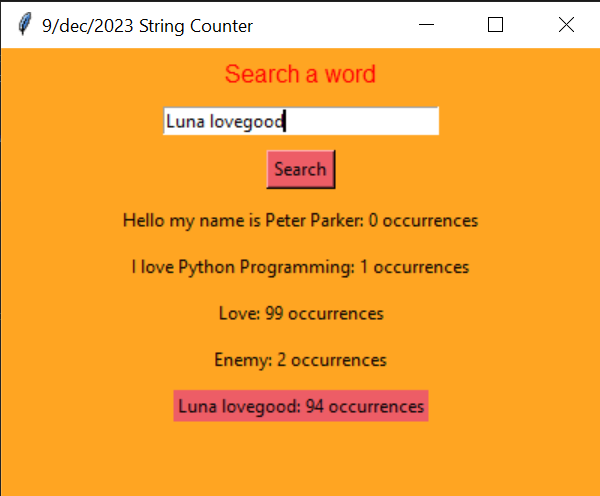 9/dec/2023 String Counter
Search a word
Luna lovegood
Search
Hello my name is Peter Parker: 0 occurrences
I love Python Programming: 1 occurrences
Love: 99 occurrences
Enemy: 2 occurrences
Luna lovegood: 94 occurrences